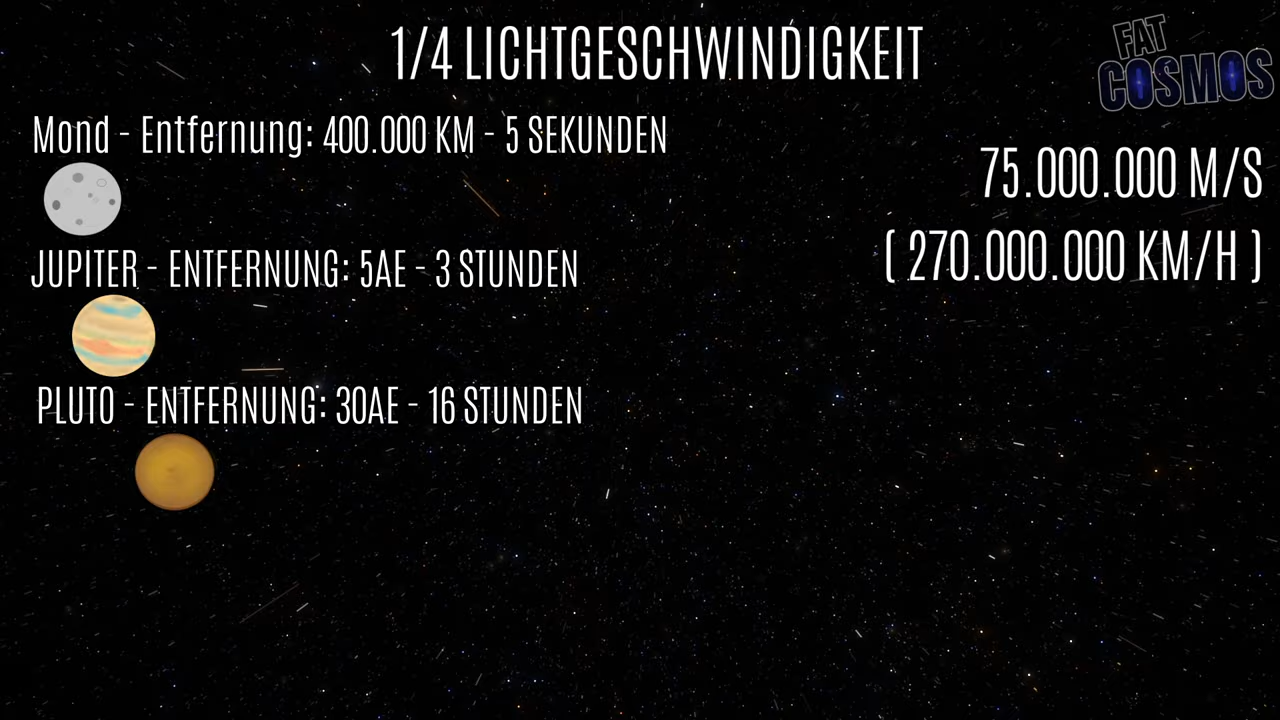 1/4 LICHTGESCHWINDIGKEIT
FAT
COSMOS
Mond - Entfernung: 400.000 KM - 5 SEKUNDEN
75.000.000 M/S
( 270.000.000 KM/H )
JUPITER - ENTFERNUNG: 5AE - 3 STUNDEN
PLUTO - ENTFERNUNG: 30AE - 16 STUNDEN